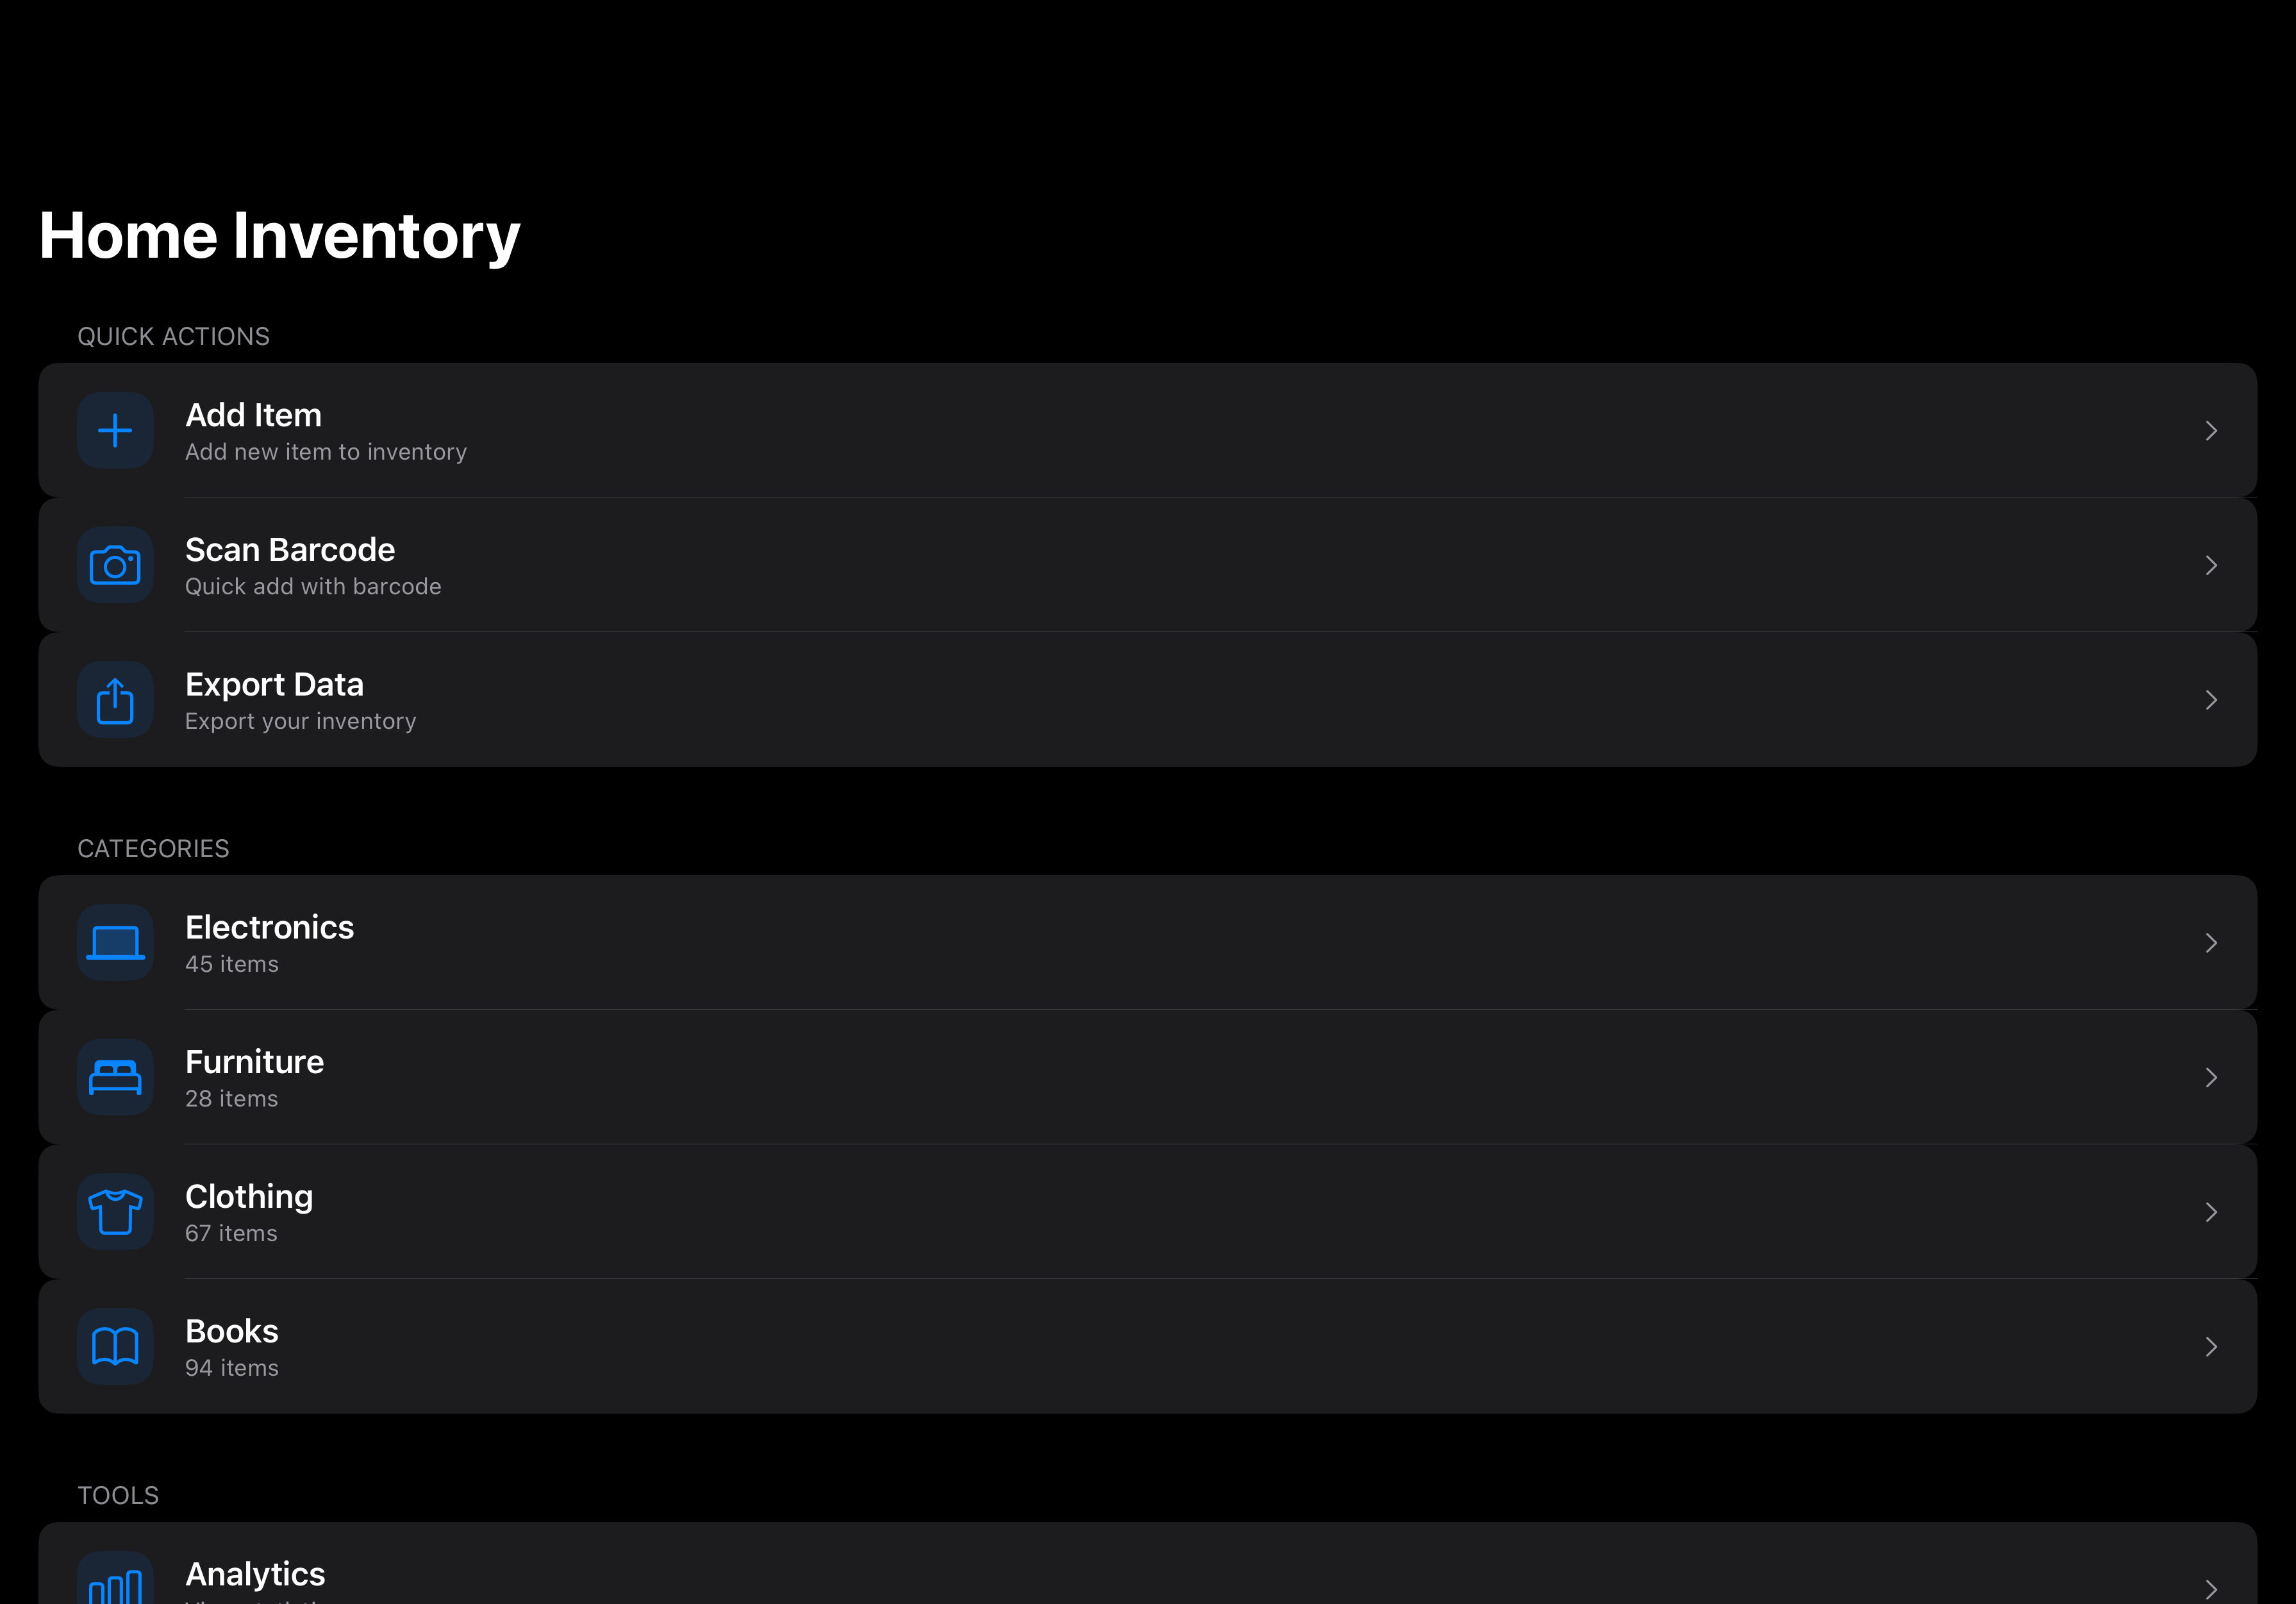 Home Inventory
QUICK ACTIONS
Add Item
Add new item to inventory
Scan Barcode
Quick add with barcode
Export Data
Export your inventory
CATEGORIES
Electronics
45 items
Furniture
28 items
Clothing
67 items
Books
94 items
TOOLS
Analytics